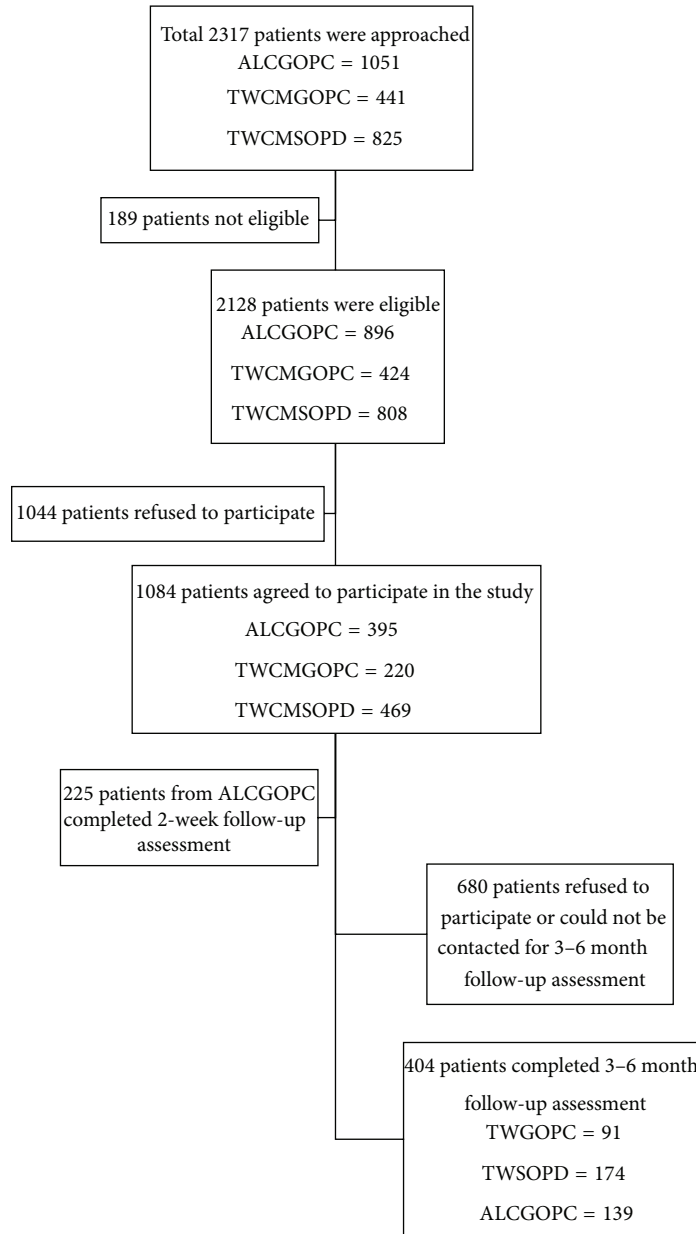 Total 2317 patients were approached
ALCGOPC = 1051
TWCMGOPC = 441
TWCMSOPD = 825
189 patients not eligible
2128 patients were eligible
ALCGOPC = 896
TWCMGOPC = 424
TWCMSOPD = 808
1044 patients refused to participate
1084 patients agreed to participate in the study
ALCGOPC = 395
TWCMGOPC = 220
TWCMSOPD = 469
225 patients from ALCGOPC
completed 2-week follow-up
assessment
680 patients refused to
participate or could not be
contacted for 3–6 month
follow-up assessment
404 patients completed 3–6 month
follow-up assessment
TWGOPC = 91
TWSOPD = 174
ALCGOPC = 139